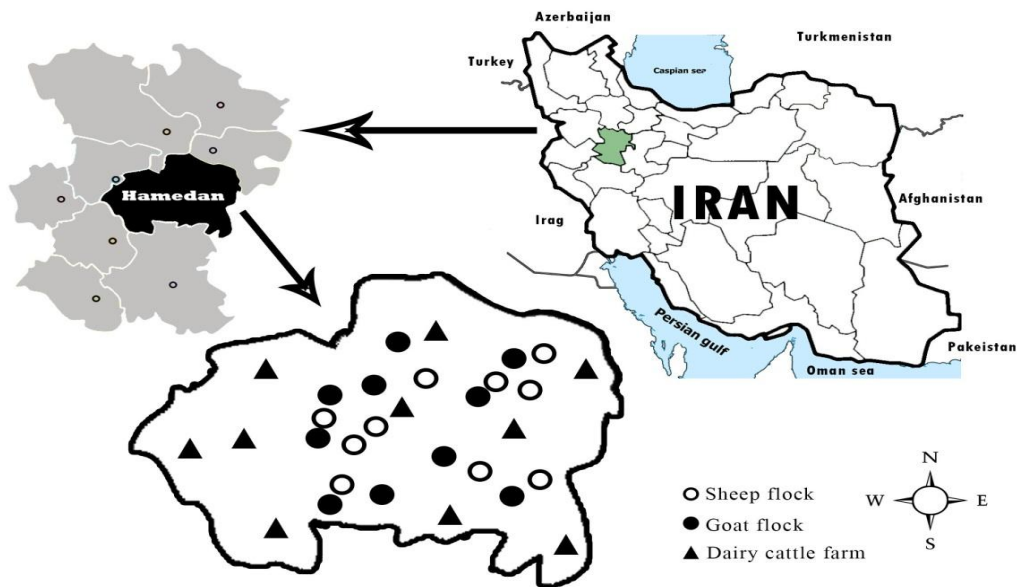 Azerbaijan
Turkmenistan
Turkey
Caspian sea
Hamedan
IRAN
Afghanistan
Irag
Persian gulf
Pakeistan
Oman sea
Sheep flock
Goat flock
Dairy cattle farm
N
W
E
S